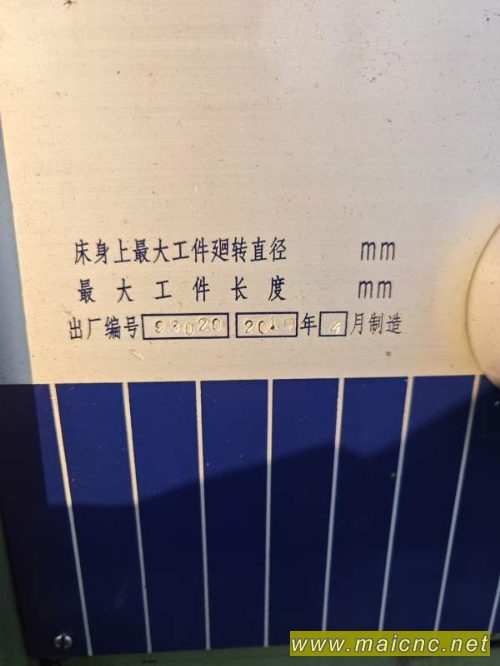 床身上最大工件廻转直径 mm
最大工件长度 mm
出厂编号 93020 年 4 月制造
www.maicnc.net